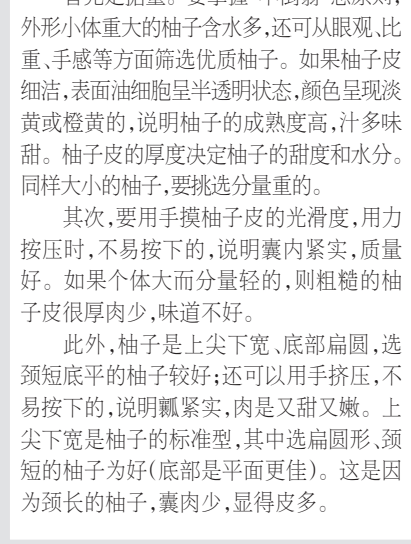 外形小体重大的柚子含水多,还可从眼观、比
重、手感等方面筛选优质柚子。如果柚子皮
细洁,表面油细胞呈半透明状态,颜色呈现淡
黄或橙黄的,说明柚子的成熟度高,汁多味
甜。柚子皮的厚度决定柚子的甜度和水分。
同样大小的柚子,要挑选分量重的。
其次,要用手摸柚子皮的光滑度,用力
按压时,不易按下的,说明囊内紧实,质量
好。如果个体大而分量轻的,则粗糙的柚
子皮很厚肉少,味道不好。
此外,柚子是上尖下宽、底部扁圆,选
颈短底平的柚子较好;还可以用手挤压,不
易按下的,说明瓤紧实,肉是又甜又嫩。上
尖下宽是柚子的标准型,其中选扁圆形、颈
短的柚子为好(底部是平面更佳)。这是因
为颈长的柚子,囊肉少,显得皮多。